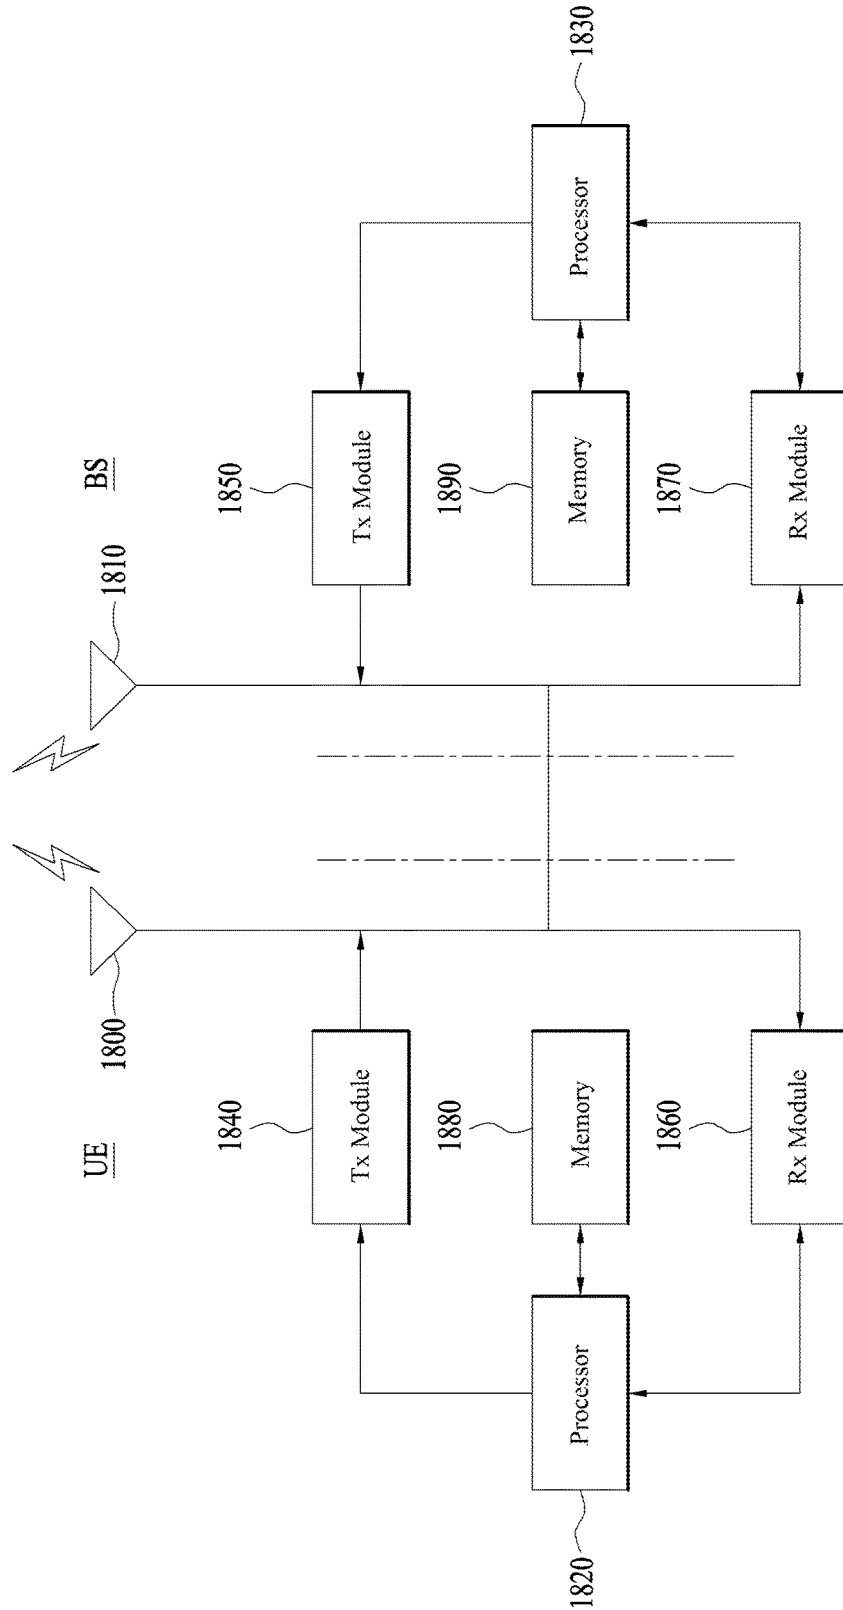 UE
BS
1800
1810
1840
Tx Module
1850
Tx Module
1820
Processor
1880
Memory
1890
Memory
Processor
1830
1860
Rx Module
1870
Rx Module